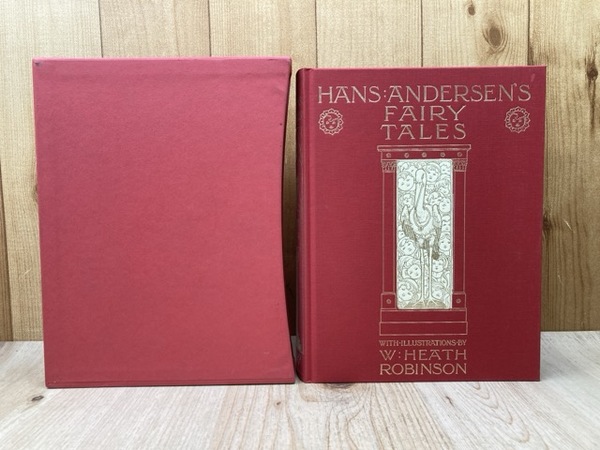 HANS:ANDERSEN'S
FAIRY
TALES
WITH·ILLUSTRATIONS·BY
W:HEATH
ROBINSON